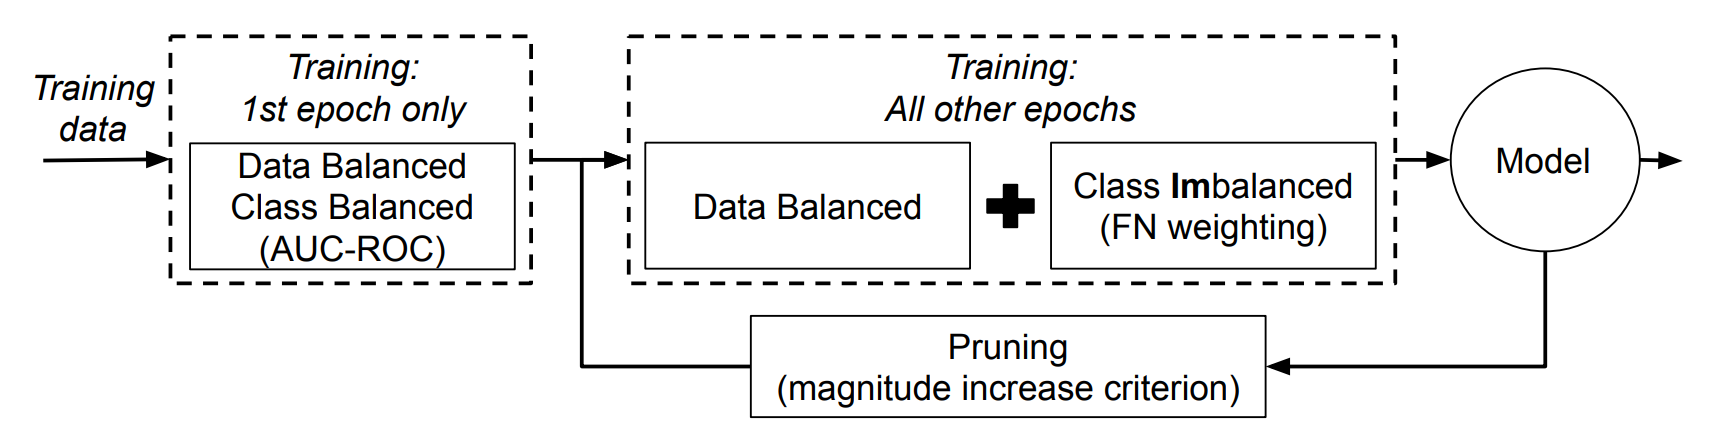 Training
data
Training:
1st epoch only
Data Balanced
Class Balanced
(AUC-ROC)
Training:
All other epochs
Data Balanced
Class Imbalanced
(FN weighting)
Model
Pruning
(magnitude increase criterion)